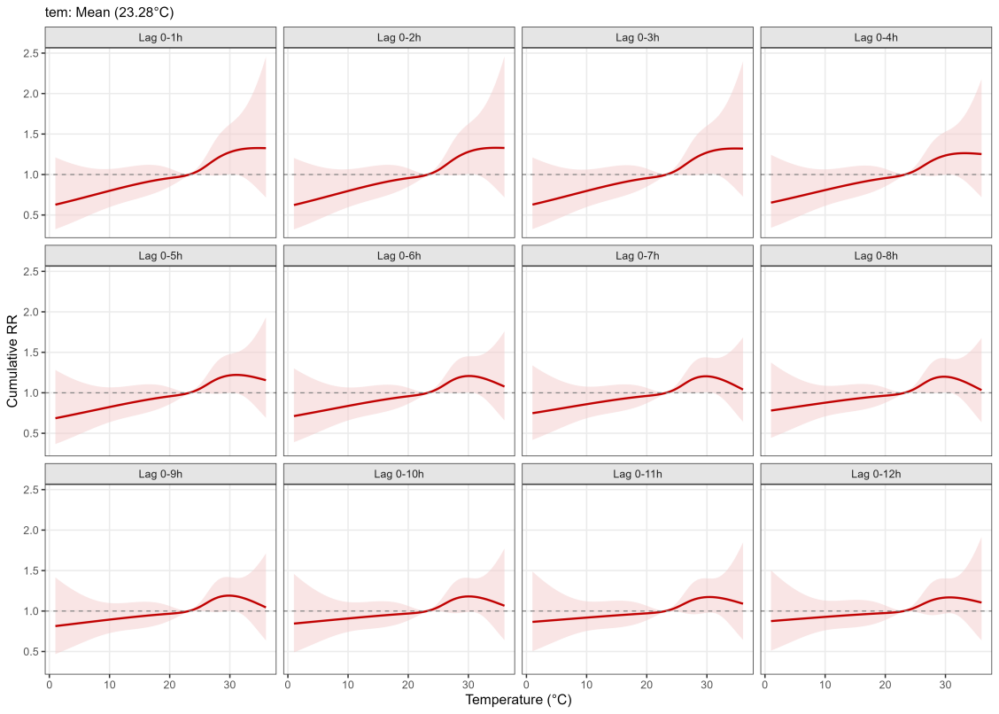 tem: Mean (23.28°C)
Lag 0-1h
Lag 0-2h
Lag 0-3h
Lag 0-4h
2.5
2.0
1.5
1.0
0.5
Lag 0-5h
Lag 0-6h
Lag 0-7h
Lag 0-8h
2.5
2.0
1.5
1.0
0.5
Cumulative RR
Lag 0-9h
Lag 0-10h
Lag 0-11h
Lag 0-12h
2.5
2.0
1.5
1.0
0.5
0 10 20 30
0 10 20 30
0 10 20 30
0 10 20 30
Temperature (°C)